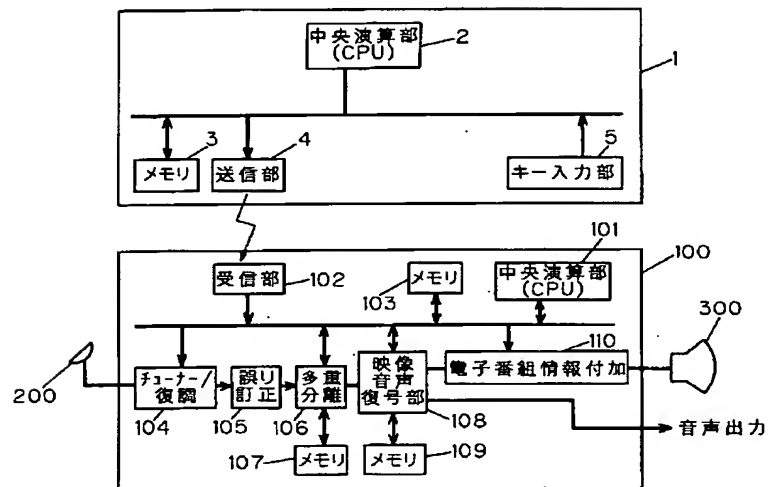 中央演算部
(CPU)
2
1
3
4
5
メモリ
送信部
キー入力部
101
100
受信部
102
メモリ
103
中央演算部
(CPU)
300
110
200
チューナー/
復調
誤り
訂正
多重
分離
映像
音声
復号部
電子番組情報付加
104
105
106
108
音声出力
107
メモリ
メモリ
109